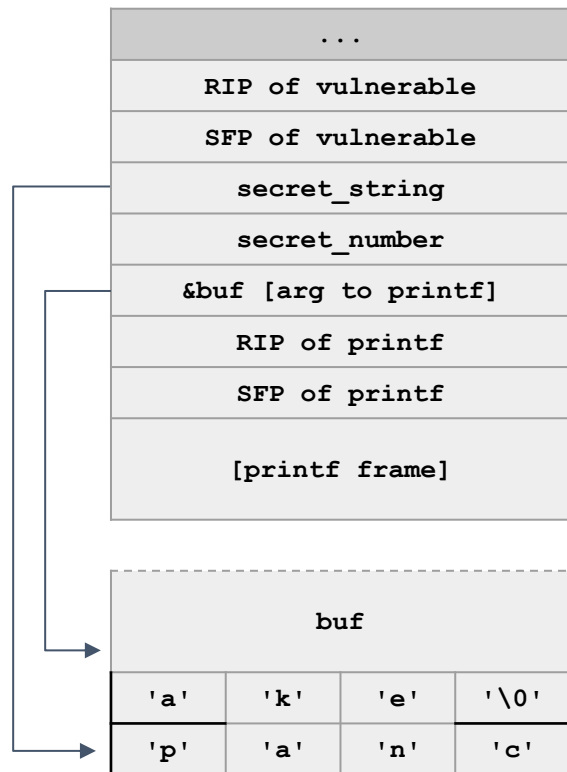 ...
RIP of vulnerable
SFP of vulnerable
secret_string
secret_number
&buf [arg to printf]
RIP of printf
SFP of printf
[printf frame]
buf
'a' 'k' 'e' '\0'
'p' 'a' 'n' 'c'